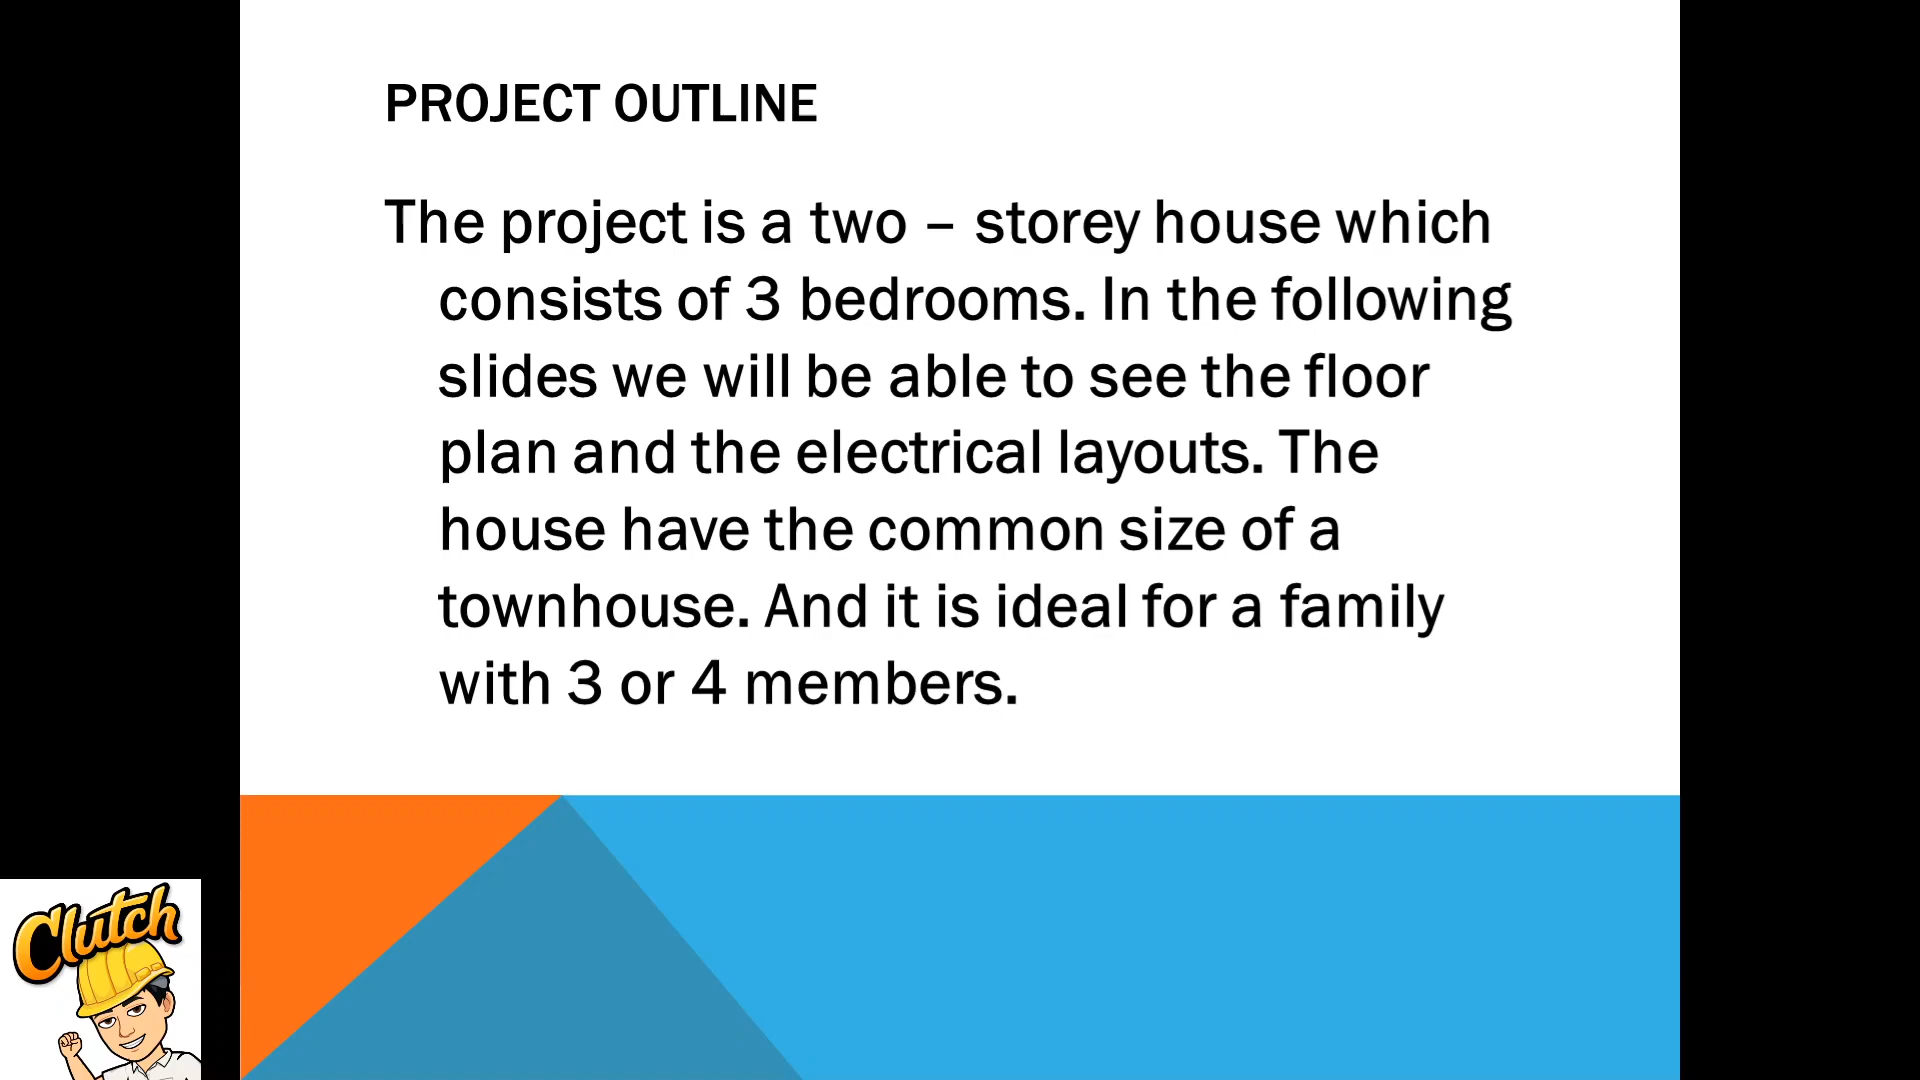 PROJECT OUTLINE
The project is a two – storey house which
consists of 3 bedrooms. In the following
slides we will be able to see the floor
plan and the electrical layouts. The
house have the common size of a
townhouse. And it is ideal for a family
with 3 or 4 members.
Clutch